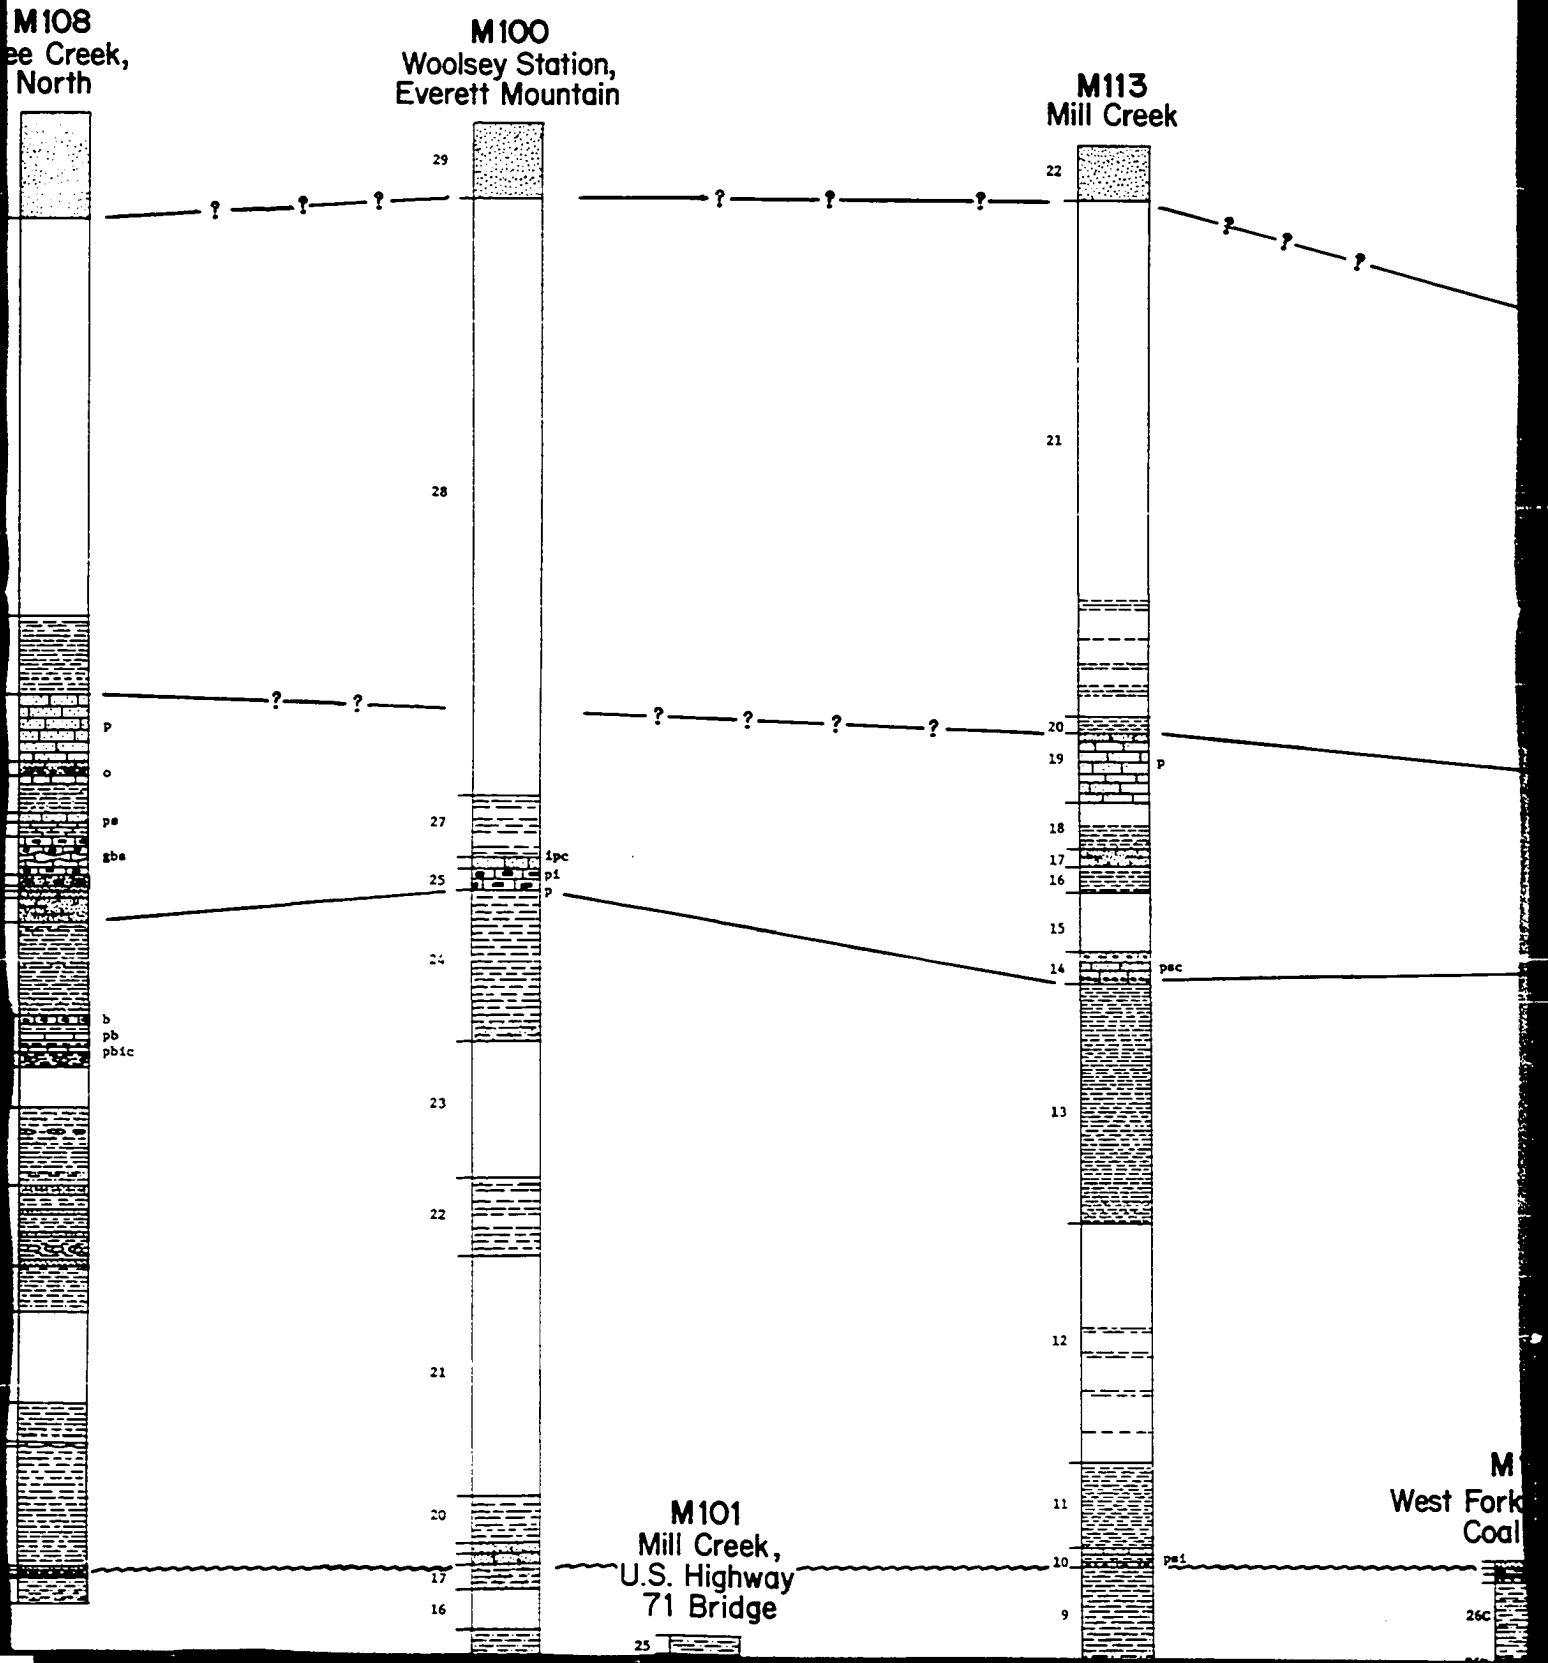 M108
ee Creek,
North
p
o
ps
gbs
b
pb
pbic
M100
Woolsey Station,
Everett Mountain
29
28
27
ipc
25
pi
p
24
23
22
21
20
17
16
M101
Mill Creek,
U.S. Highway
71 Bridge
25
M113
Mill Creek
22
21
20
19
p
18
17
16
15
14
psc
13
12
11
10
psi
9
M
West Fork
Coal
26C
? ? ?
? ? ?
? ? ?
? ?
? ? ? ?